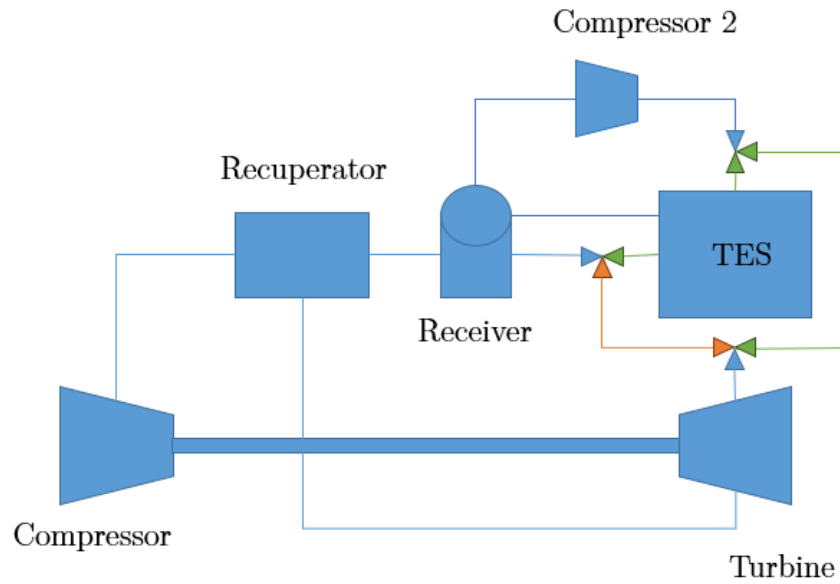 Compressor 2
Recuperator
TES
Receiver
Compressor
Turbine